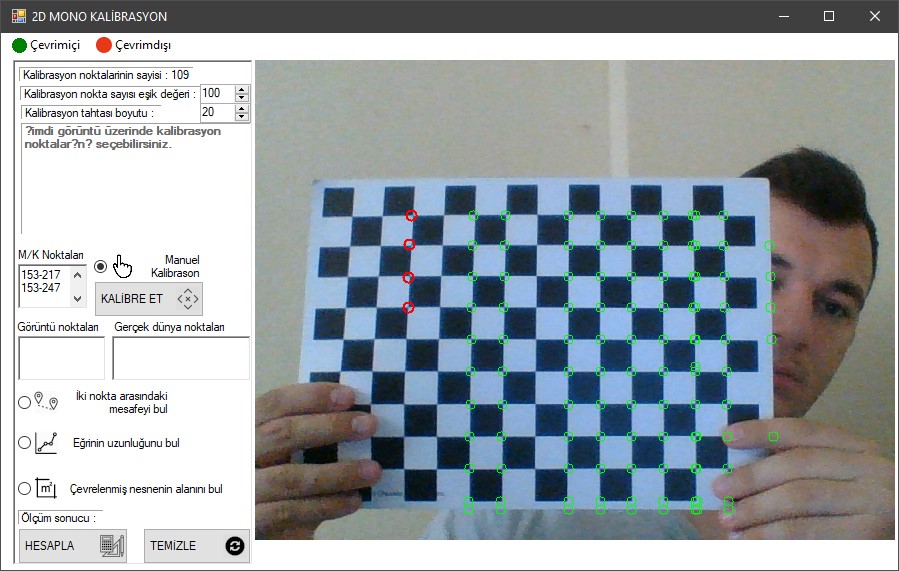 2D MONO KALİBRASYON
Çevrimiçi Çevrimdışı
Kalibrasyon noktalarinin sayisi : 109
Kalibrasyon nokta sayısı eşik değeri : 100
Kalibrasyon tahtası boyutu : 20
?imdi görüntü üzerinde kalibrasyon
noktalar?n? seçebilirsiniz.
M/K Noktaları
153-217
153-247
Manuel
Kalibrason
KALİBRE ET
Görüntü noktaları Gerçek dünya noktaları
İki nokta arasındaki
mesafeyi bul
Eğrinin uzunluğunu bul
m²
Çevrelenmiş nesnenin alanını bul
Ölçüm sonucu :
HESAPLA TEMİZLE